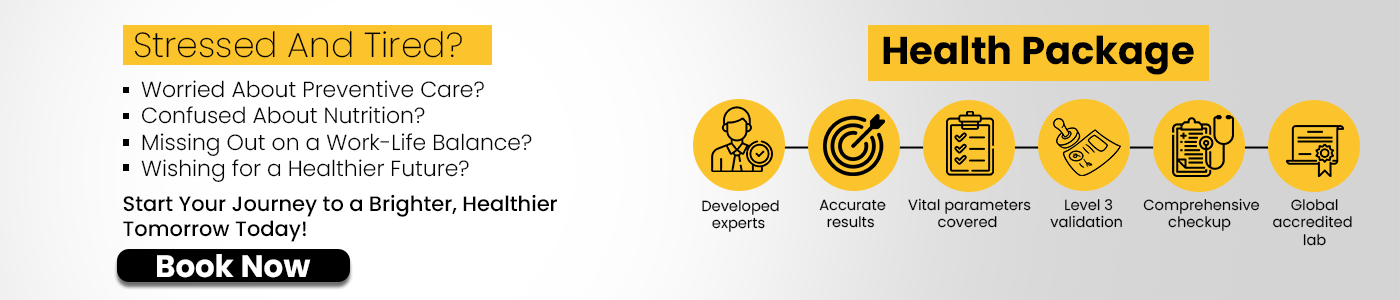 Stressed And Tired?
Worried About Preventive Care?
Confused About Nutrition?
Missing Out on a Work-Life Balance?
Wishing for a Healthier Future?
Start Your Journey to a Brighter, Healthier
Tomorrow Today!
Book Now
Health Package
Developed
experts
Accurate
results
Vital parameters
covered
Level 3
validation
Comprehensive
checkup
Global
accredited
lab